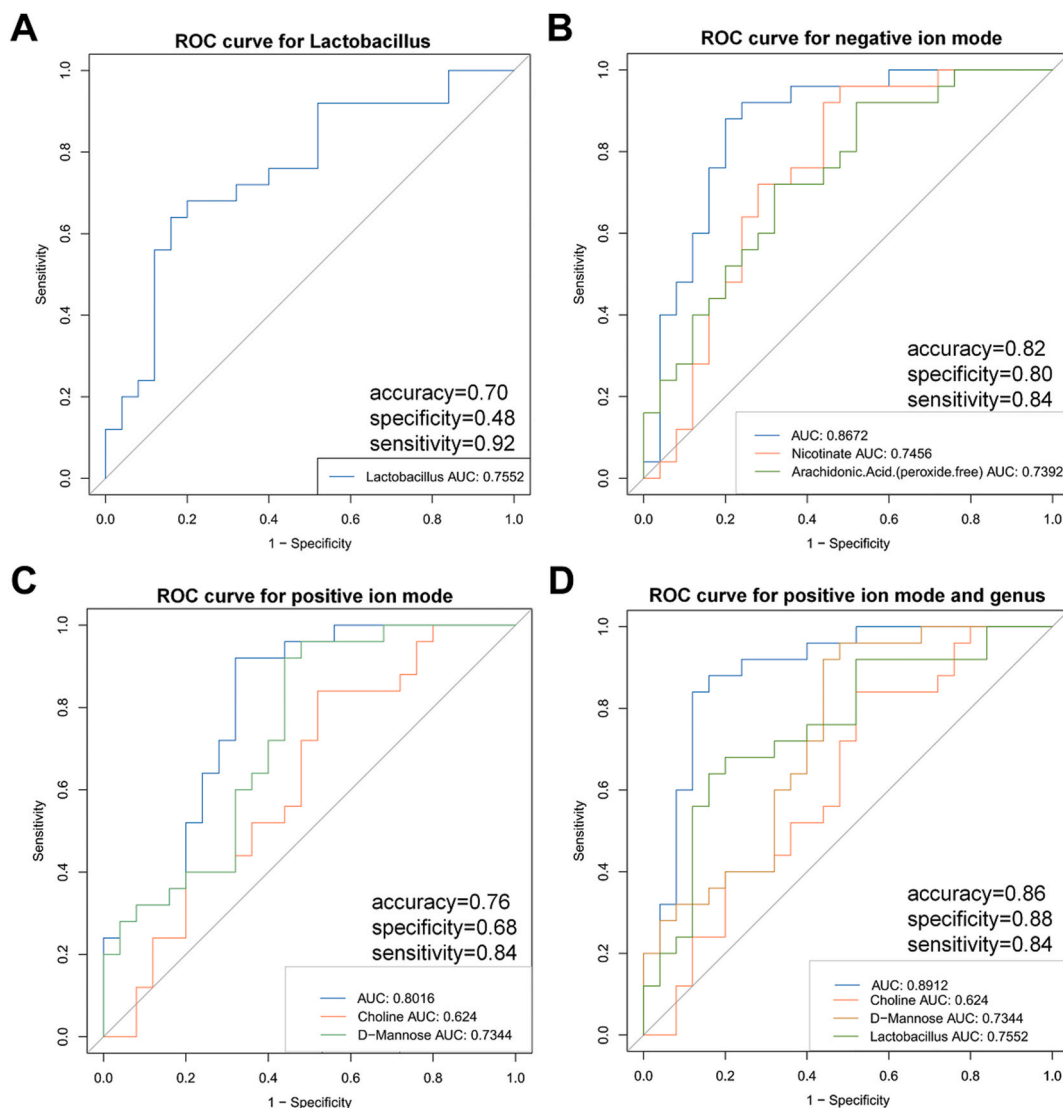 A
ROC curve for Lactobacillus
Sensitivity
1.0
0.8
0.6
0.4
0.2
0.0
accuracy=0.70
specificity=0.48
sensitivity=0.92
Lactobacillus AUC: 0.7552
0.0 0.2 0.4 0.6 0.8 1.0
1 − Specificity
B
ROC curve for negative ion mode
Sensitivity
1.0
0.8
0.6
0.4
0.2
0.0
accuracy=0.82
specificity=0.80
sensitivity=0.84
AUC: 0.8672
Nicotinate AUC: 0.7456
Arachidonic.Acid.(peroxide.free) AUC: 0.7392
0.0 0.2 0.4 0.6 0.8 1.0
1 − Specificity
C
ROC curve for positive ion mode
Sensitivity
1.0
0.8
0.6
0.4
0.2
0.0
accuracy=0.76
specificity=0.68
sensitivity=0.84
AUC: 0.8016
Choline AUC: 0.624
D−Mannose AUC: 0.7344
0.0 0.2 0.4 0.6 0.8 1.0
1 − Specificity
D
ROC curve for positive ion mode and genus
Sensitivity
1.0
0.8
0.6
0.4
0.2
0.0
accuracy=0.86
specificity=0.88
sensitivity=0.84
AUC: 0.8912
Choline AUC: 0.624
D−Mannose AUC: 0.7344
Lactobacillus AUC: 0.7552
0.0 0.2 0.4 0.6 0.8 1.0
1 − Specificity